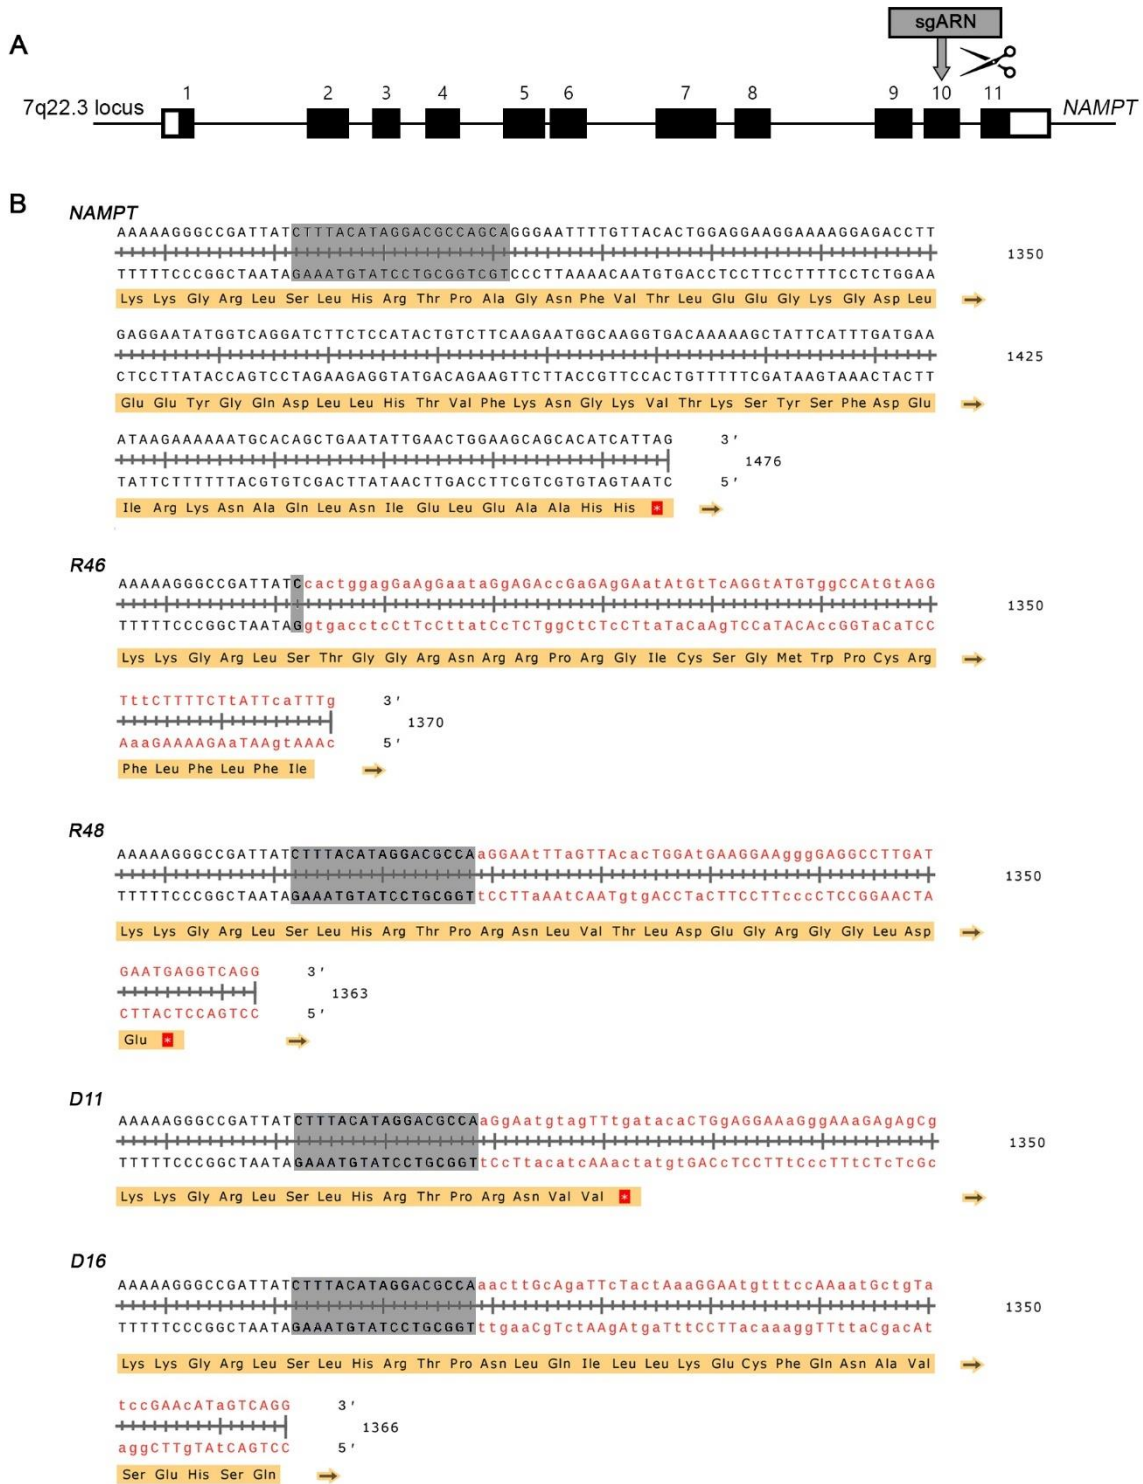 A
sgARN
1 2 3 4 5 6 7 8 9 10 11
7q22.3 locus NAMPT
B
NAMPT
AAAAAGGGCCGATTATCTTTACATAGGACGCCAGCAGGGAATTTTGTTACACTGGAGGAAGGAAAAGGAGACCTT
1350
TTTTTCCCGGCTAATAGAAATGTATCCTGCGGTCGTCCCTTAAAACAATGTGACCTCCTTCCTTTTCCTCTGGAA
Lys Lys Gly Arg Leu Ser Leu His Arg Thr Pro Ala Gly Asn Phe Val Thr Leu Glu Glu Gly Lys Gly Asp Leu
GAGGAATATGGTCAGGATCTTCTCCATACTGTCTTCAAGAATGGCAAGGTGACAAAAAGCTATTCATTTGATGAA
1425
CTCCTTATACCAGTCCTAGAAGAGGTATGACAGAAGTTCTTACCGTTCCACTGTTTTTCGATAAGTAAACTACTT
Glu Glu Tyr Gly Gln Asp Leu Leu His Thr Val Phe Lys Asn Gly Lys Val Thr Lys Ser Tyr Ser Phe Asp Glu
ATAAGAAAAAATGCACAGCTGAATATTGAACTGGAAGCAGCACATCATTAG 3′
1476
TATTCTTTTTTACGTGTCGACTTATAACTTGACCTTCGTCGTGTAGTAATC 5′
Ile Arg Lys Asn Ala Gln Leu Asn Ile Glu Leu Glu Ala Ala His His *
R46
AAAAAGGGCCGATTATCcactggagGaAgGaataGgAGAccGaGAgGAatATGtTCAGGtATGTggCCAtGTAGG
1350
TTTTTCCCGGCTAATAGgtgacctcCtTcCttatCcTCTggCtCTCcTtaTACAaGTCCaTACAccGGTaCATCC
Lys Lys Gly Arg Leu Ser Thr Gly Gly Arg Asn Arg Arg Pro Arg Gly Ile Cys Ser Gly Met Trp Pro Cys Arg
TttCTTTTCTtATTcaTTTg 3′
1370
AaaGAAAAGAaTAAgtAAAc 5′
Phe Leu Phe Leu Phe Ile
R48
AAAAAGGGCCGATTATCTTTACATAGGACGCCAaGGAAtTTaGTTACacTGGAtGAAGGAAggggAGGCCTTGAT
1350
TTTTTCCCGGCTAATAGAAATGTATCCTGCGGTtCCTTaAAtCAATGtgACCTaCTTCCTTccccTCCGGAACTA
Lys Lys Gly Arg Leu Ser Leu His Arg Thr Pro Arg Asn Leu Val Thr Leu Asp Glu Gly Arg Gly Gly Leu Asp
GAATGAGGTCAGG 3′
1363
CTTACTCCAGTCC 5′
Glu *
D11
AAAAAGGGCCGATTATCTTTACATAGGACGCCAaGgAatgtagTTtgatacaCTGgAGGAAaGggAAaGAgAGCg
1350
TTTTTCCCGGCTAATAGAAATGTATCCTGCGGTtCcTtacatcAAactatgtGACcTCCTTtCccTTtCTcTCGc
Lys Lys Gly Arg Leu Ser Leu His Arg Thr Pro Arg Asn Val Val *
D16
AAAAAGGGCCGATTATCTTTACATAGGACGCCAaacttGcAgaTTcTactAaaGGAAtgtttccAAaatGctgTa
1350
TTTTTCCCGGCTAATAGAAATGTATCCTGCGGTttgaaCgTctAAgAtgaTttCCTTacaaaggTTttaCgacAt
Lys Lys Gly Arg Leu Ser Leu His Arg Thr Pro Asn Leu Gln Ile Leu Leu Lys Glu Cys Phe Gln Asn Ala Val
tccGAAcATaGTCAGG 3′
1366
aggCTTgTAtCAGTCC 5′
Ser Glu His Ser Gln